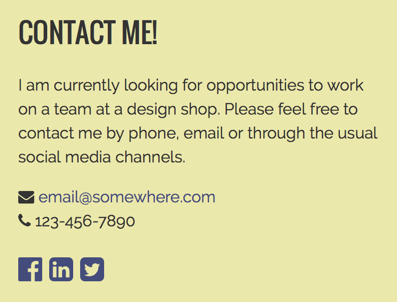 CONTACT ME!
I am currently looking for opportunities to work
on a team at a design shop. Please feel free to
contact me by phone, email or through the usual
social media channels.
email@somewhere.com
123-456-7890